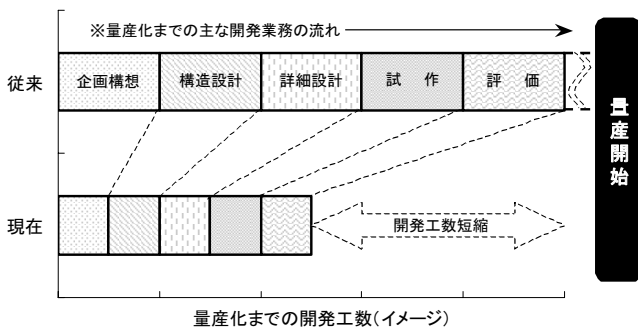 ※量産化までの主な開発業務の流れ
従来
企画構想
構造設計
詳細設計
試　作
評　価
量産開始
現在
開発工数短縮
量産化までの開発工数(イメージ)